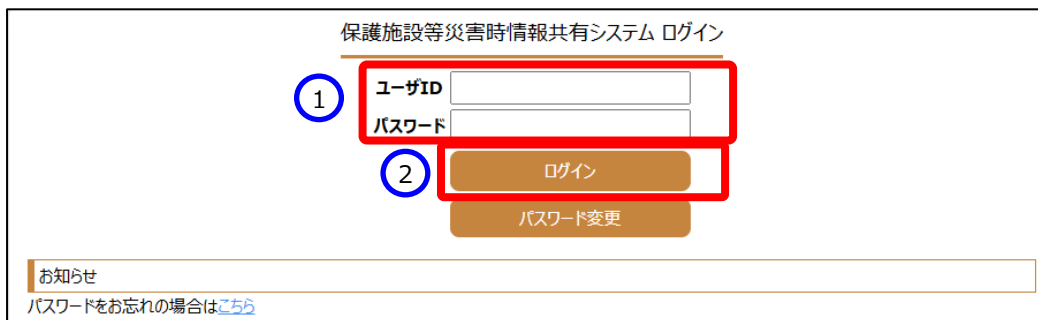 保護施設等災害時情報共有システム ログイン
1
ユーザID
パスワード
2
ログイン
パスワード変更
お知らせ
パスワードをお忘れの場合はこちら